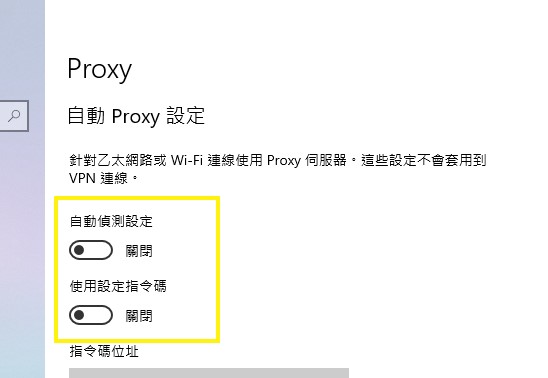 Proxy
自動 Proxy 設定
針對乙太網路或 Wi-Fi 連線使用 Proxy 伺服器。這些設定不會套用到
VPN 連線。
自動偵測設定
關閉
使用設定指令碼
關閉
指令碼位址